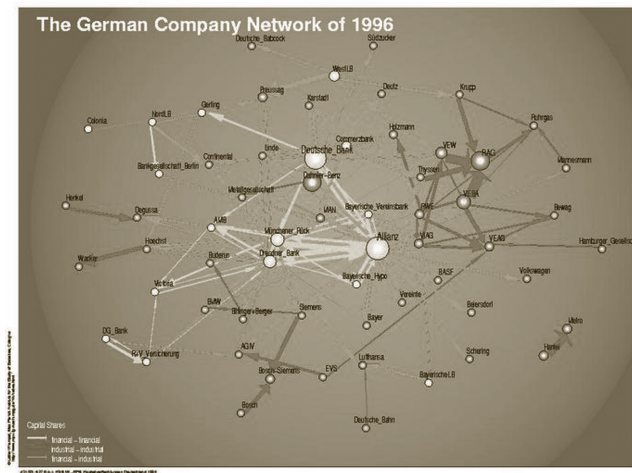 The German Company Network of 1996
Deutsche_Babcock
Südzucker
WestLB
Preussag
Karstadt
Deutz
Krupp
Colonia
NordLB
Gerling
Holzmann
Ruhrgas
Commerzbank
Deutsche_Bank
Linde
Continental
Bankgesellschaft_Berlin
VEW
RAG
Thyssen
Mannesmann
Daimler-Benz
Metallgesellschaft
Henkel
Degussa
MAN
Bayerische_Vereinsbank
RWE
VEBA
Bewag
AMB
Münchener_Rück
Allianz
VIAG
VEAG
Hoechst
Wacker
Buderus
Dresdner_Bank
Bayerische_Hypo
BASF
Volkswagen
Victoria
BMW
Bilfinger+Berger
Siemens
Vereinte
Beiersdorf
Bayer
DG_Bank
R+V_Versicherung
AGIV
Bosch-Siemens
EVS
Lufthansa
BayerischeLB
Schering
Metro
Haniel
Bosch
Deutsche_Bahn
Capital Shares
financial – financial
industrial – industrial
financial – industrial